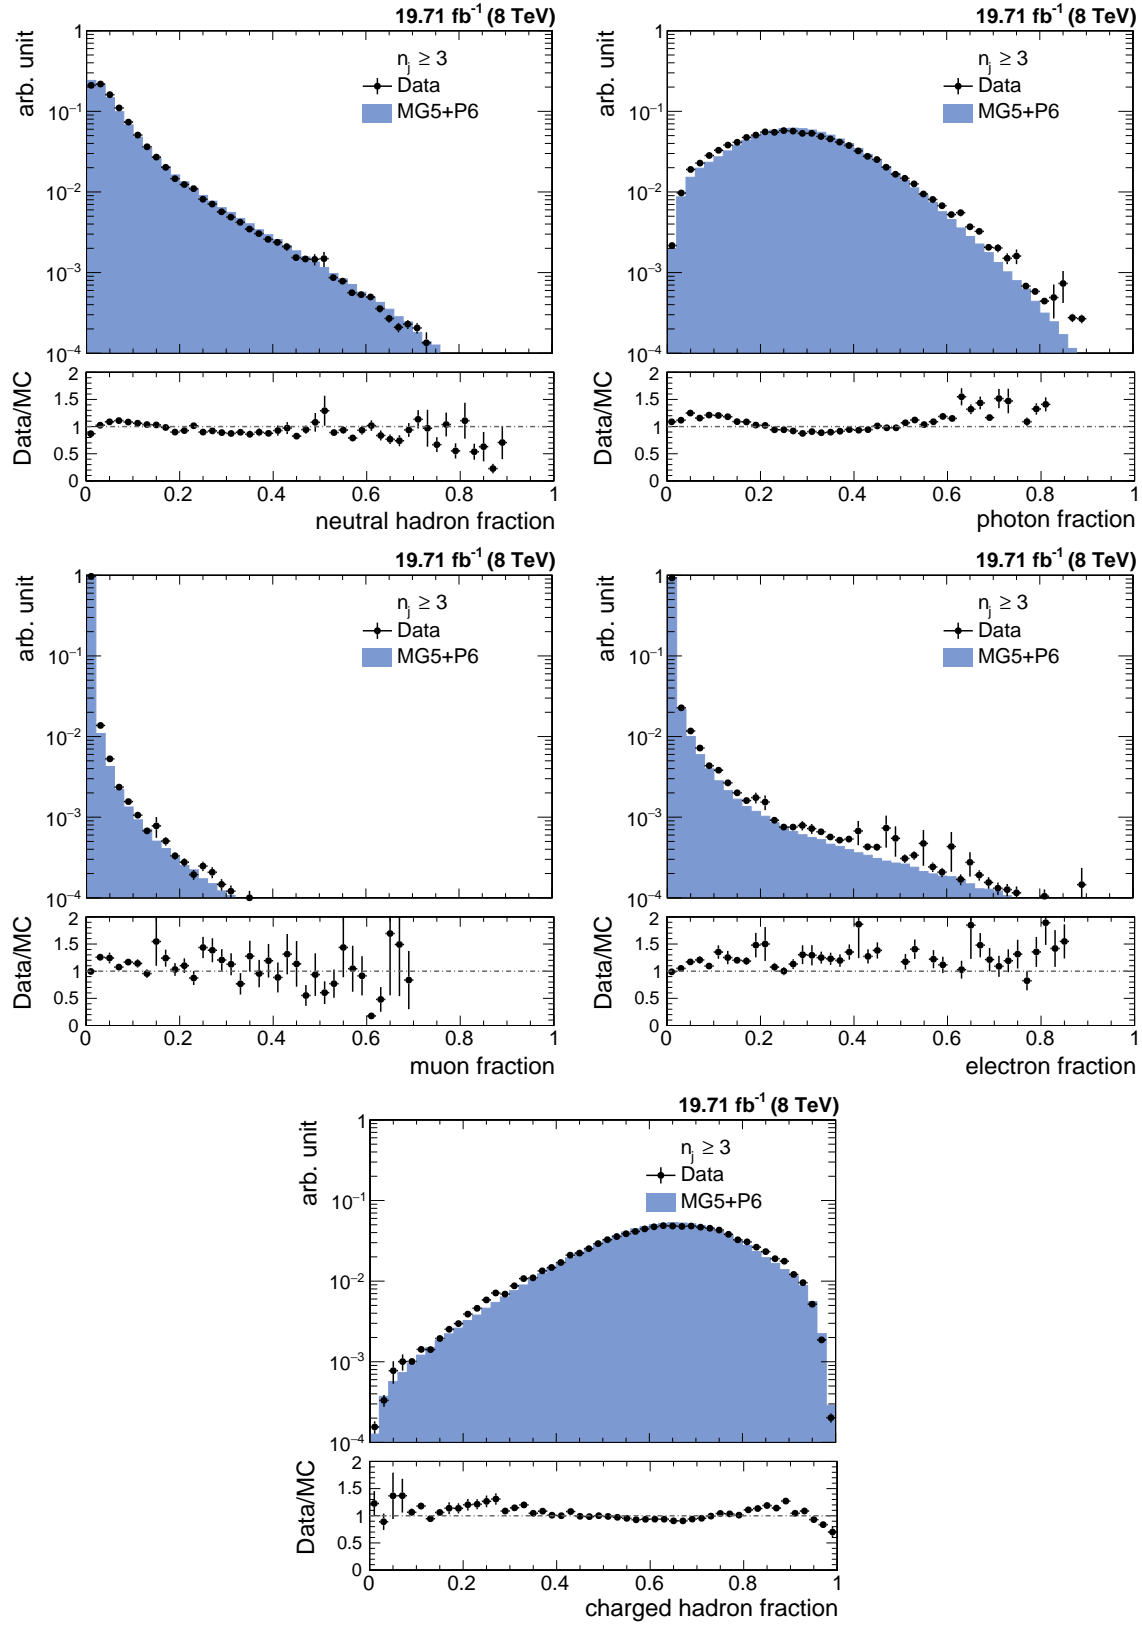 19.71 fb⁻¹ (8 TeV)
arb. unit
1
10⁻¹
10⁻²
10⁻³
10⁻⁴
n_j ≥ 3
Data
MG5+P6
Data/MC
2
1.5
1
0.5
0
0 0.2 0.4 0.6 0.8 1
neutral hadron fraction
19.71 fb⁻¹ (8 TeV)
arb. unit
1
10⁻¹
10⁻²
10⁻³
10⁻⁴
n_j ≥ 3
Data
MG5+P6
Data/MC
2
1.5
1
0.5
0
0 0.2 0.4 0.6 0.8 1
photon fraction
19.71 fb⁻¹ (8 TeV)
arb. unit
1
10⁻¹
10⁻²
10⁻³
10⁻⁴
n_j ≥ 3
Data
MG5+P6
Data/MC
2
1.5
1
0.5
0
0 0.2 0.4 0.6 0.8 1
muon fraction
19.71 fb⁻¹ (8 TeV)
arb. unit
1
10⁻¹
10⁻²
10⁻³
10⁻⁴
n_j ≥ 3
Data
MG5+P6
Data/MC
2
1.5
1
0.5
0
0 0.2 0.4 0.6 0.8 1
electron fraction
19.71 fb⁻¹ (8 TeV)
arb. unit
1
10⁻¹
10⁻²
10⁻³
10⁻⁴
n_j ≥ 3
Data
MG5+P6
Data/MC
2
1.5
1
0.5
0
0 0.2 0.4 0.6 0.8 1
charged hadron fraction